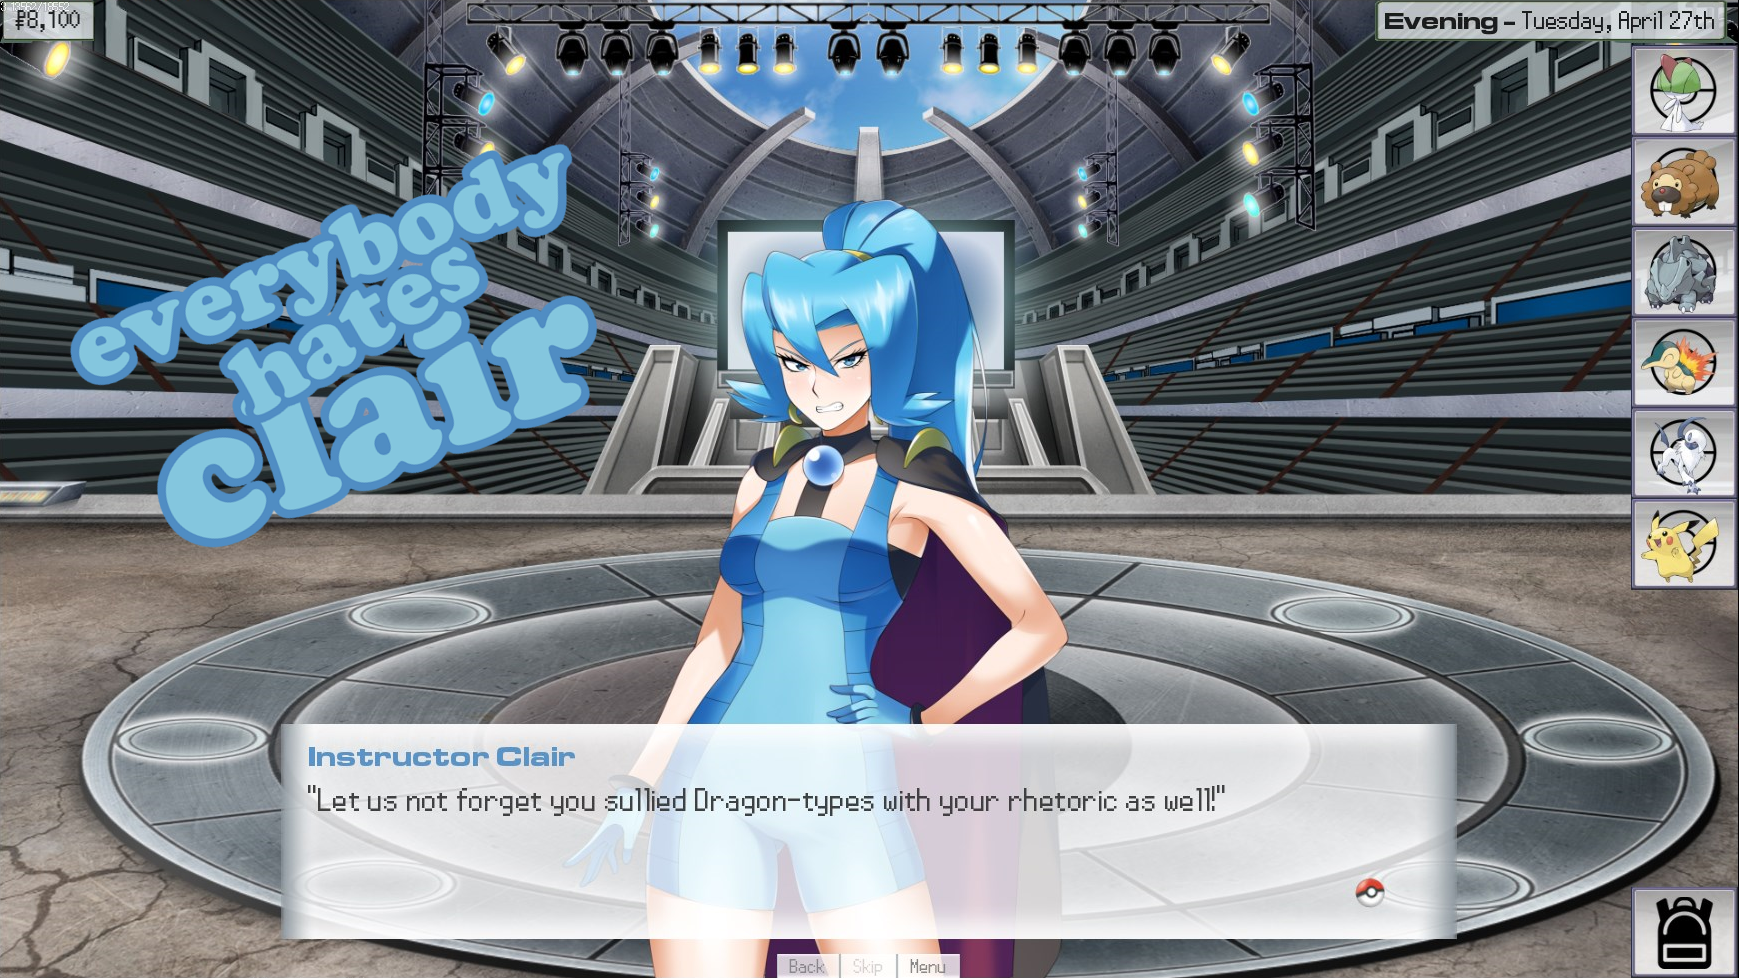 ₽8,100
Evening - Tuesday, April 27th
everybody
hates
clair
Instructor Clair
"Let us not forget you sullied Dragon-types with your rhetoric as well!"
Back
Skip
Menu